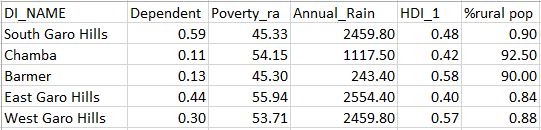 DI_NAME Dependent Poverty_ra Annual_Rain HDI_1 %rural pop
South Garo Hills 0.59 45.33 2459.80 0.48 0.90
Chamba 0.11 54.15 1117.50 0.42 92.50
Barmer 0.13 45.30 243.40 0.58 90.00
East Garo Hills 0.44 55.94 2554.40 0.40 0.84
West Garo Hills 0.30 53.71 2459.80 0.57 0.88